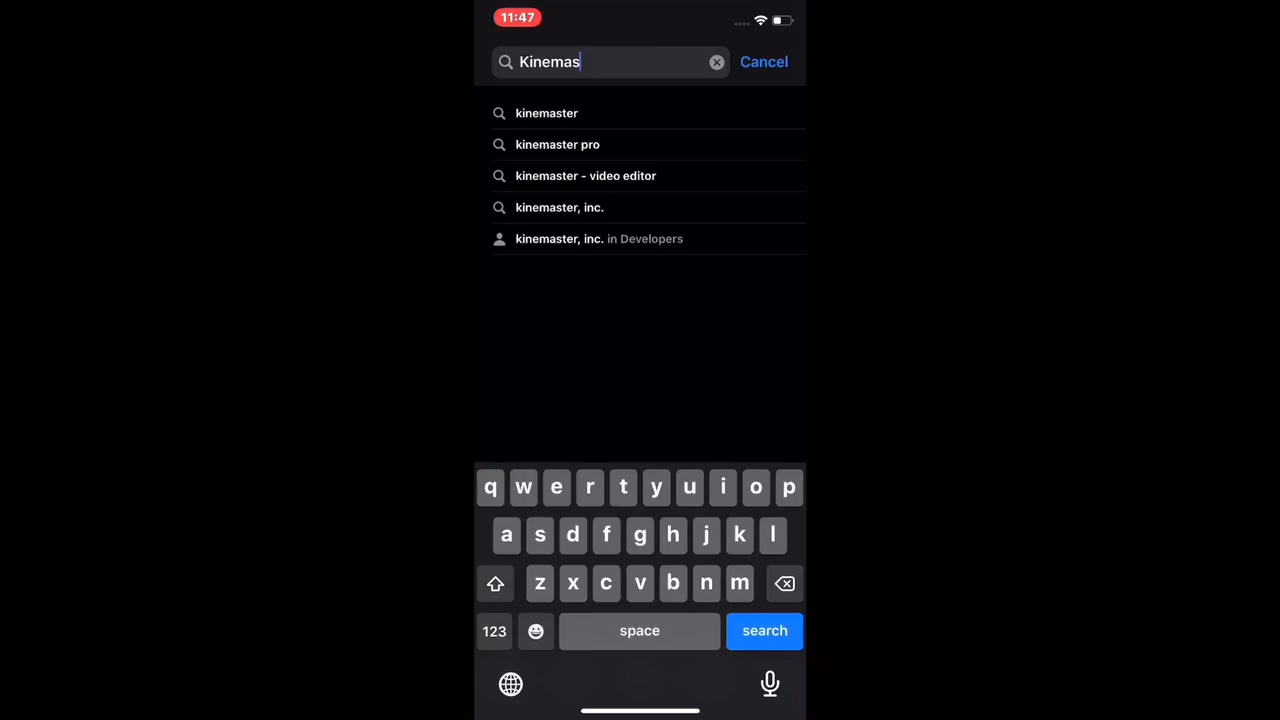 11:47
Kinemas
Cancel
kinemaster
kinemaster pro
kinemaster - video editor
kinemaster, inc.
kinemaster, inc. in Developers
q w e r t y u i o p
a s d f g h j k l
z x c v b n m
123 space search